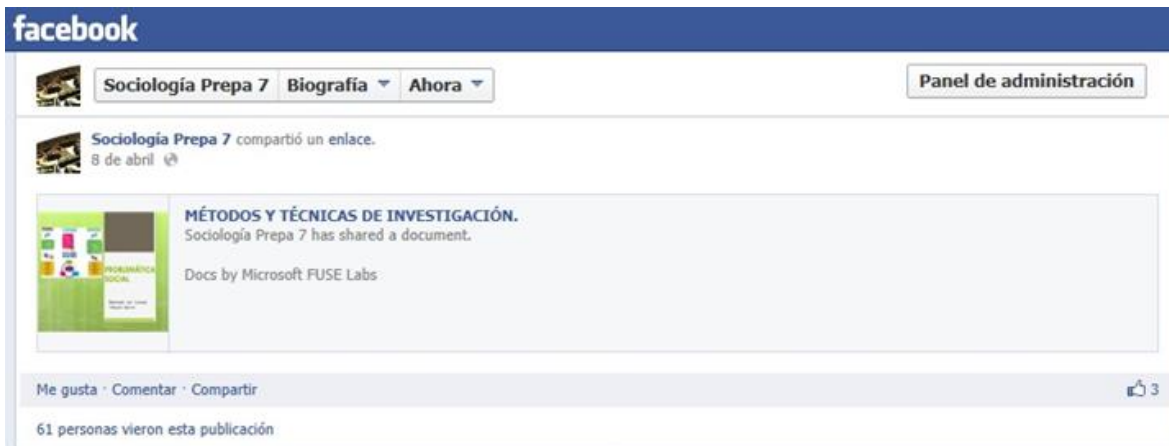 facebook
Sociología Prepa 7 Biografía Ahora
Panel de administración
Sociología Prepa 7 compartió un enlace.
8 de abril
MÉTODOS Y TÉCNICAS DE INVESTIGACIÓN.
Sociología Prepa 7 has shared a document.
Docs by Microsoft FUSE Labs
PROBLEMÁTICA
SOCIAL
Me gusta · Comentar · Compartir
3
61 personas vieron esta publicación